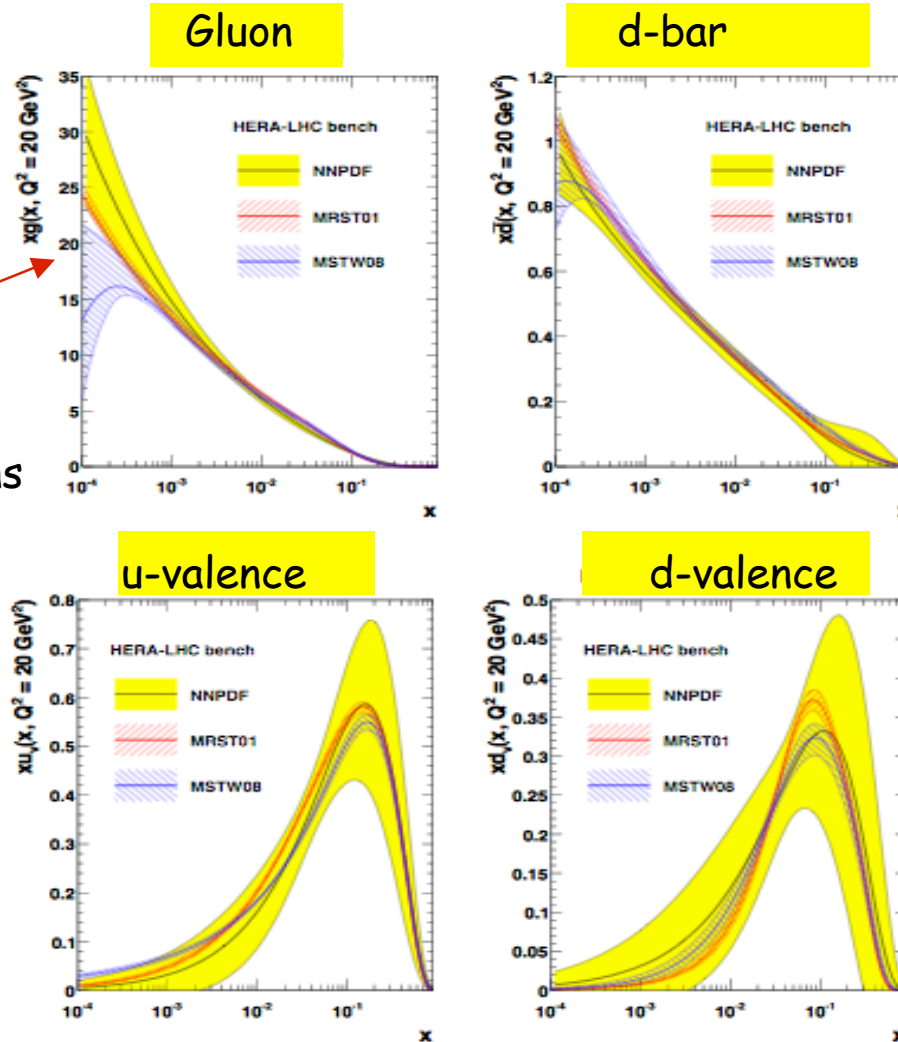 Gluon
d-bar
xg(x, Q² = 20 GeV²)
35
30
25
20
15
10
5
0
HERA-LHC bench
NNPDF
MRST01
MSTW08
10⁻⁴ 10⁻³ 10⁻² 10⁻¹
x
xd̄(x, Q² = 20 GeV²)
1.2
1
0.8
0.6
0.4
0.2
0
HERA-LHC bench
NNPDF
MRST01
MSTW08
10⁻⁴ 10⁻³ 10⁻² 10⁻¹
u-valence
d-valence
xuᵥ(x, Q² = 20 GeV²)
0.8
0.7
0.6
0.5
0.4
0.3
0.2
0.1
0
HERA-LHC bench
NNPDF
MRST01
MSTW08
10⁻⁴ 10⁻³ 10⁻² 10⁻¹
x
xdᵥ(x, Q² = 20 GeV²)
0.5
0.45
0.4
0.35
0.3
0.25
0.2
0.15
0.1
0.05
0
HERA-LHC bench
NNPDF
MRST01
MSTW08
10⁻⁴ 10⁻³ 10⁻² 10⁻¹